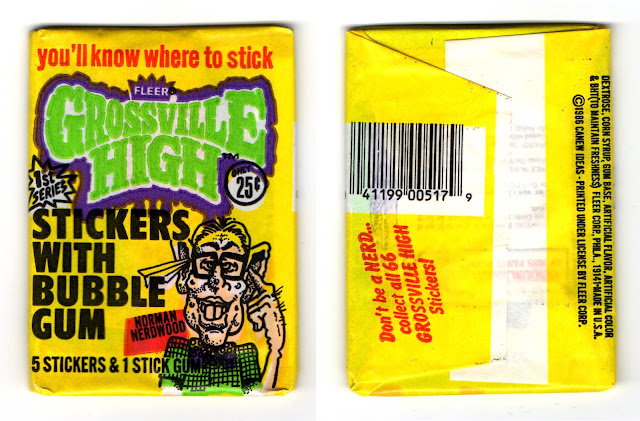 you'll know where to stick
FLEER
GROSSVILLE
HIGH™
1ST
SERIES
ONLY
25¢
STICKERS
WITH
BUBBLE
GUM
NORMAN
NERDWOOD
5 STICKERS & 1 STICK GUM
41199 00517 9
Don't be a NERD...
collect all 66
GROSSVILLE HIGH
Stickers!
DEXTROSE, CORN SYRUP, GUM BASE, ARTIFICIAL FLAVOR, ARTIFICIAL COLOR
& BHT (TO MAINTAIN FRESHNESS) FLEER CORP., PHILA., 19141•MADE IN U.S.A.
©1986 CANEW IDEAS - PRINTED UNDER LICENSE BY FLEER CORP.